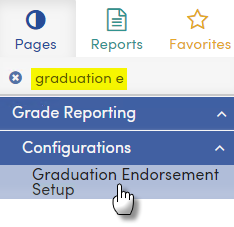 Pages Reports Favorites
graduation e
Grade Reporting
Configurations
Graduation Endorsement
Setup